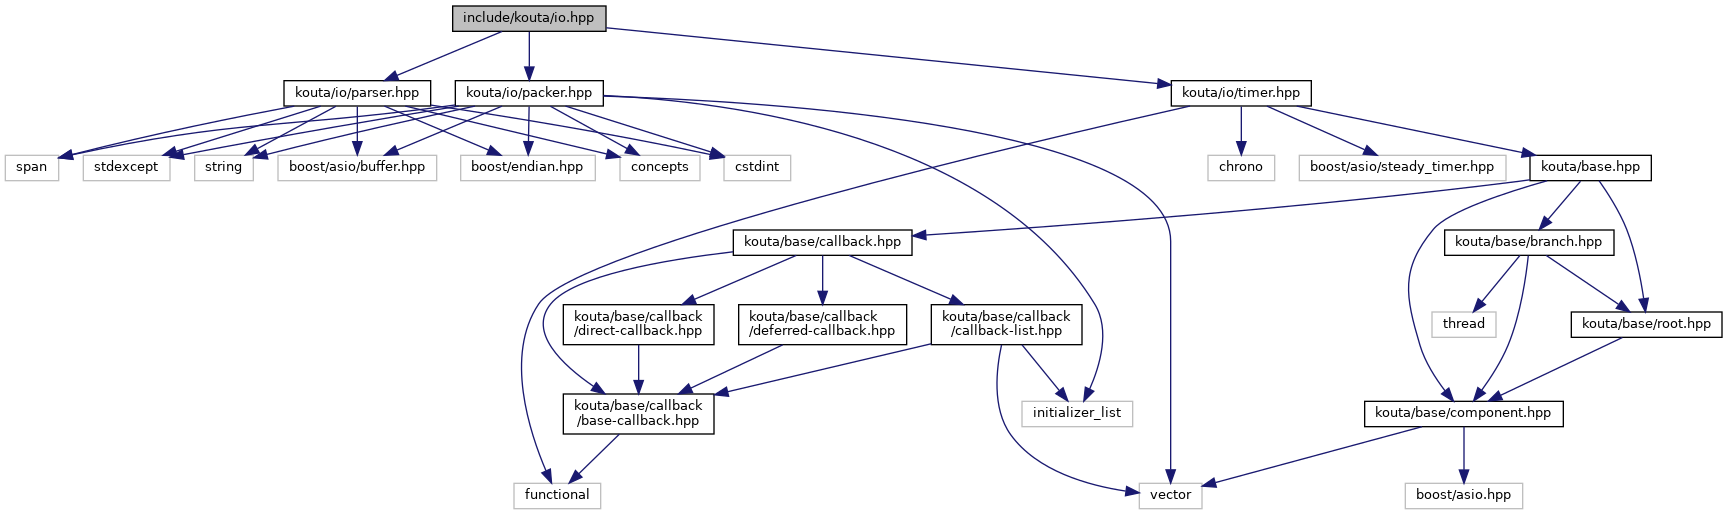 include/kouta/io.hpp
kouta/io/parser.hpp
kouta/io/packer.hpp
kouta/io/timer.hpp
span
stdexcept
string
boost/asio/buffer.hpp
boost/endian.hpp
concepts
cstdint
chrono
boost/asio/steady_timer.hpp
kouta/base.hpp
kouta/base/callback.hpp
kouta/base/branch.hpp
kouta/base/callback
/direct-callback.hpp
kouta/base/callback
/deferred-callback.hpp
kouta/base/callback
/callback-list.hpp
thread
kouta/base/root.hpp
kouta/base/callback
/base-callback.hpp
initializer_list
kouta/base/component.hpp
functional
vector
boost/asio.hpp